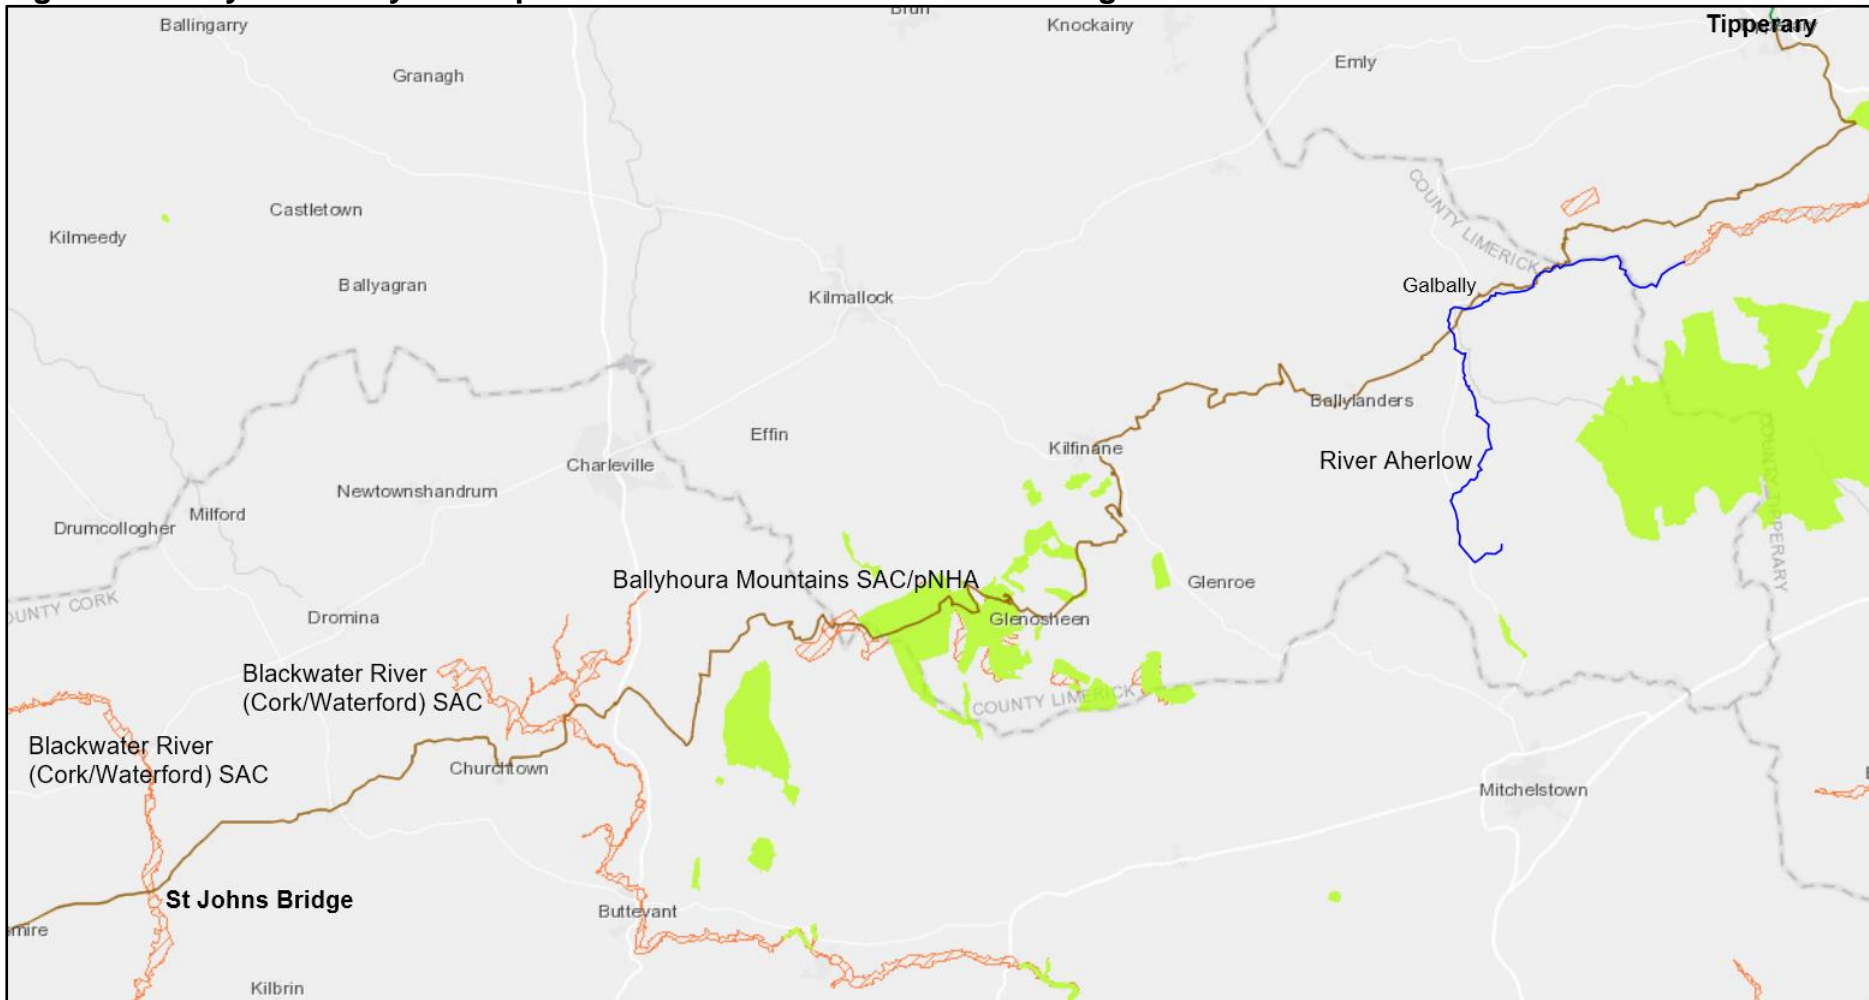 Ballingarry
Knockainy
Tipperary
Emly
Granagh
COUNTY LIMERICK
Castletown
Kilmeedy
Ballyagran
Galbally
Kilmallock
Ballylanders
Effin
Kilfinane
Charleville
River Aherlow
Newtownshandrum
Milford
Drumcollogher
COUNTY TIPPERARY
Ballyhoura Mountains SAC/pNHA
Glenroe
OUNTY CORK
Dromina
Glenosheen
Blackwater River
(Cork/Waterford) SAC
COUNTY LIMERICK
Blackwater River
(Cork/Waterford) SAC
Churchtown
Mitchelstown
St Johns Bridge
Buttevant
mire
Kilbrin